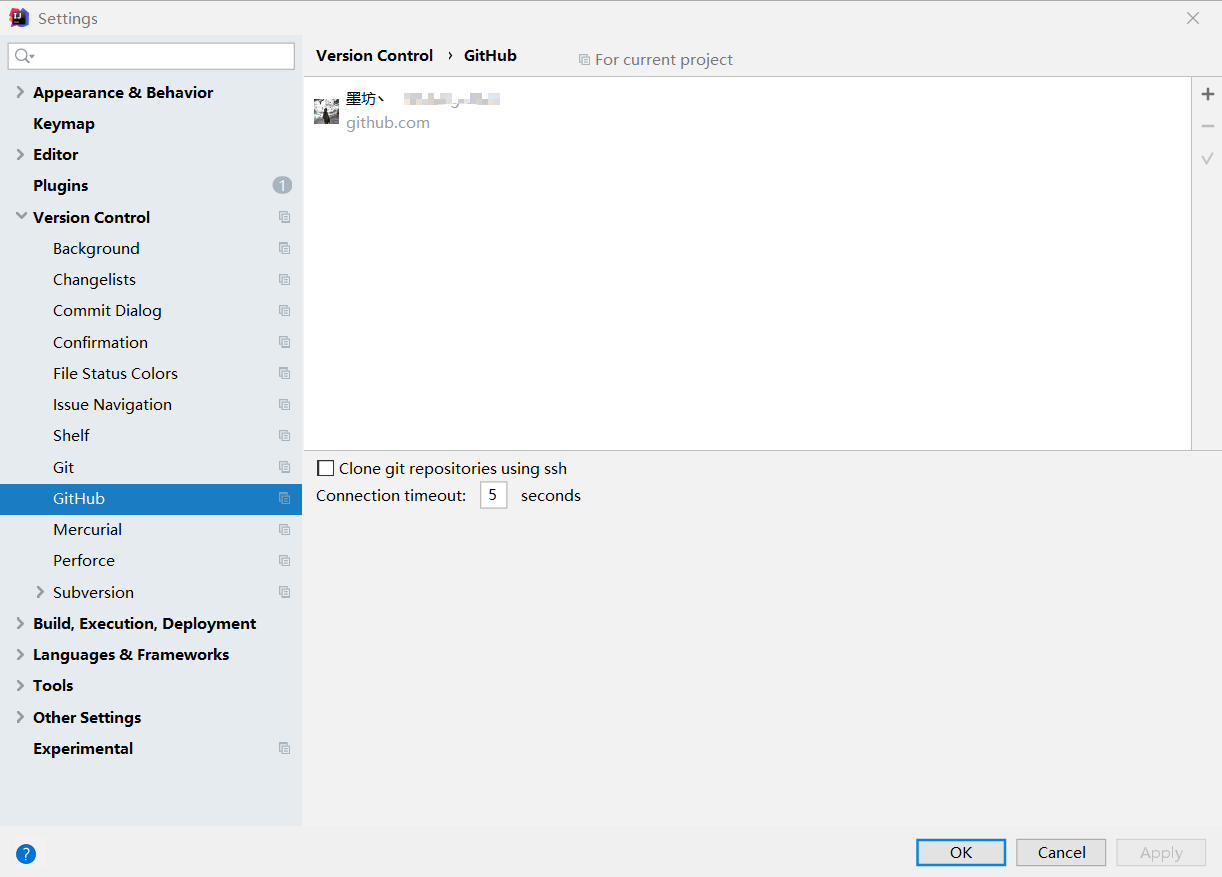 Settings
Version Control › GitHub For current project
Appearance & Behavior
Keymap
Editor
Plugins 1
Version Control
Background
Changelists
Commit Dialog
Confirmation
File Status Colors
Issue Navigation
Shelf
Git
GitHub
Mercurial
Perforce
Subversion
Build, Execution, Deployment
Languages & Frameworks
Tools
Other Settings
Experimental
墨坊丶
github.com
Clone git repositories using ssh
Connection timeout: 5 seconds
? OK Cancel Apply